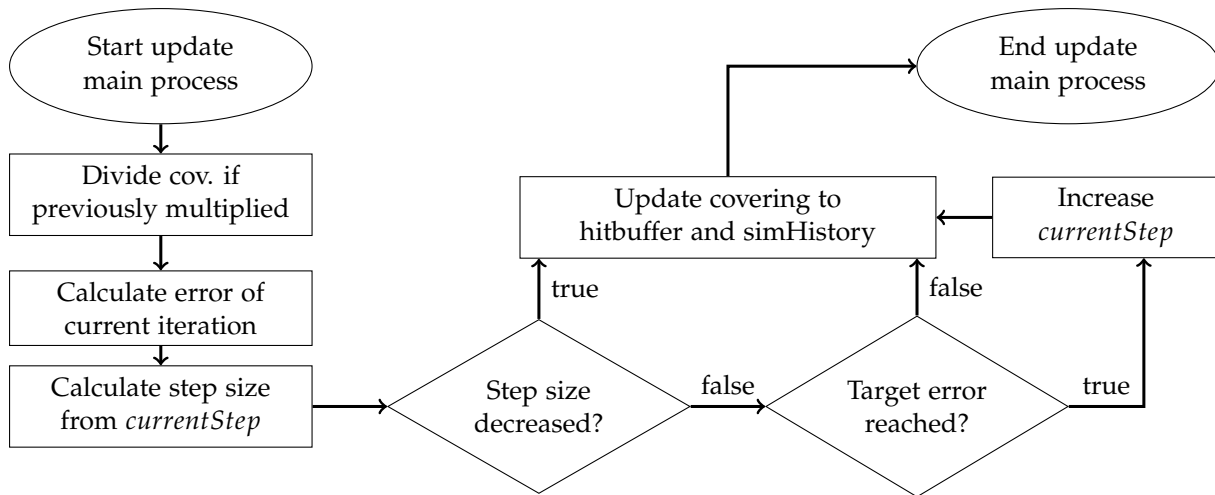 Start update
main process
Divide cov. if
previously multiplied
Calculate error of
current iteration
Calculate step size
from currentStep
Step size
decreased?
true
false
Target error
reached?
false
true
Increase
currentStep
Update covering to
hitbuffer and simHistory
End update
main process